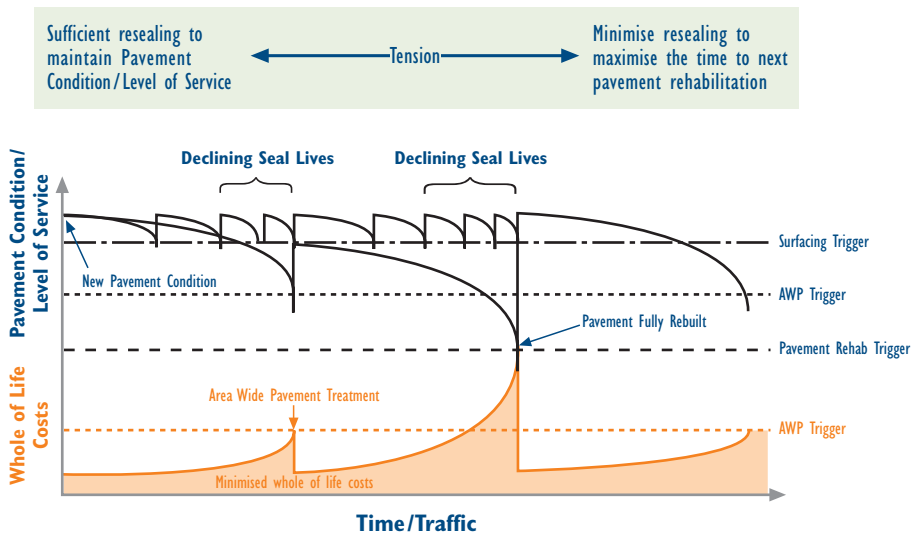 Sufficient resealing to
maintain Pavement
Condition/Level of Service
Tension
Minimise resealing to
maximise the time to next
pavement rehabilitation
Declining Seal Lives
Declining Seal Lives
Pavement Condition/
Level of Service
Surfacing Trigger
New Pavement Condition
AWP Trigger
Pavement Fully Rebuilt
Pavement Rehab Trigger
Whole of Life
Costs
Area Wide Pavement Treatment
AWP Trigger
Minimised whole of life costs
Time/Traffic